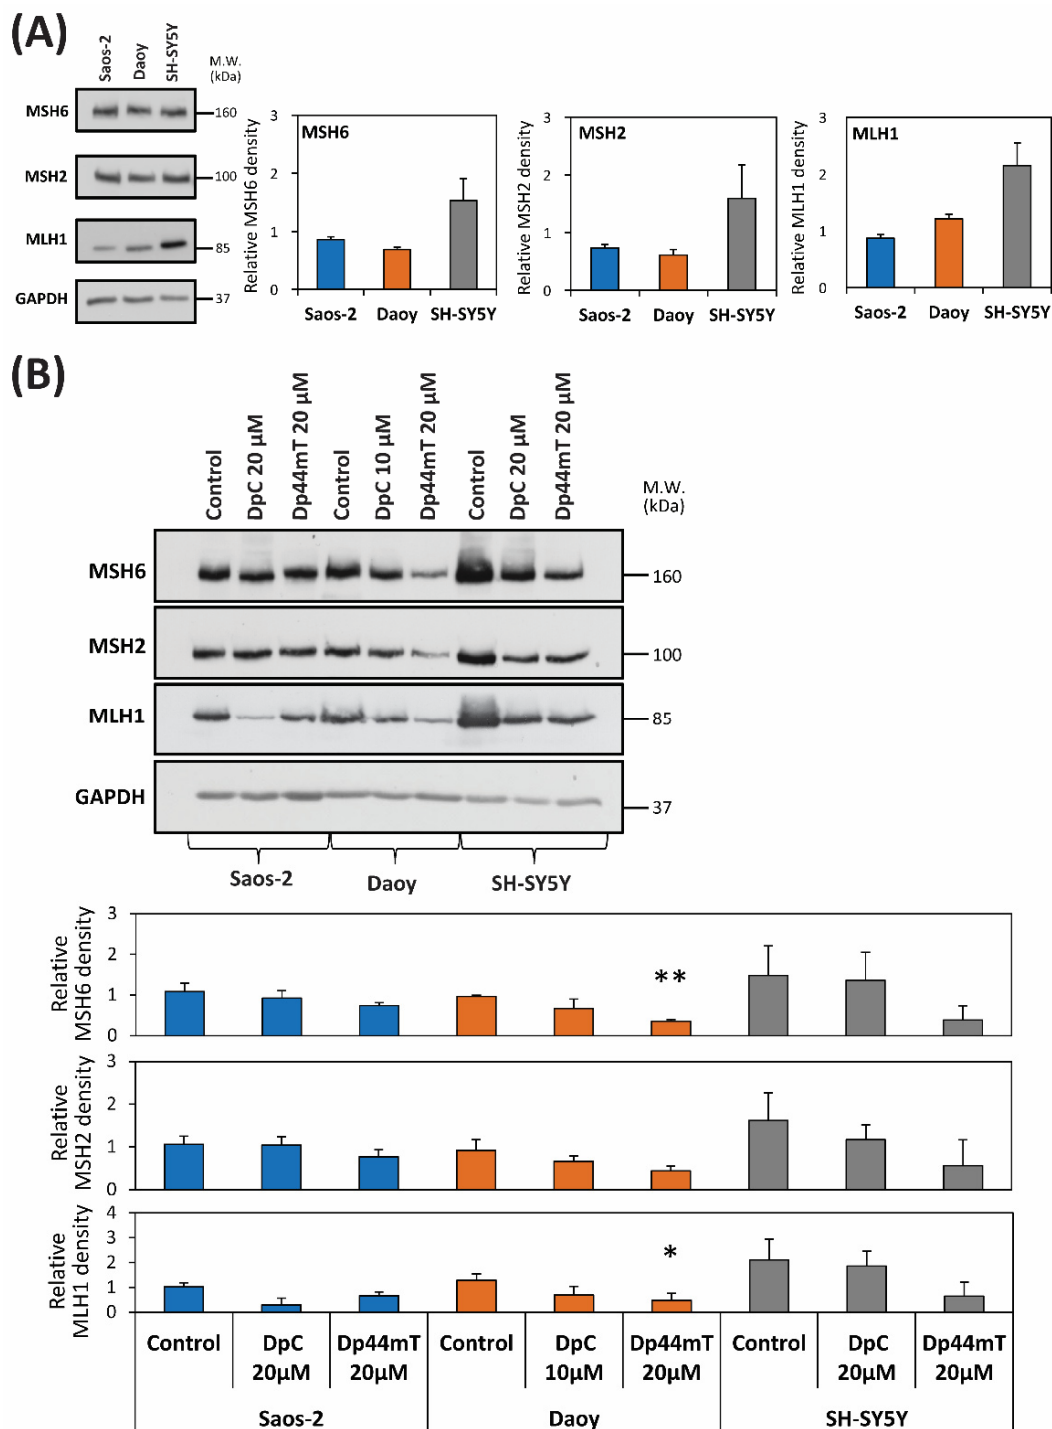 (A)
Saos-2
Daoy
SH-SY5Y
M.W.
(kDa)
MSH6
160
MSH2
100
MLH1
85
GAPDH
37
Relative MSH6 density
3
2
1
0
MSH6
Saos-2 Daoy SH-SY5Y
Relative MSH2 density
3
2
1
0
MSH2
Saos-2 Daoy SH-SY5Y
Relative MLH1 density
3
2
1
0
MLH1
Saos-2 Daoy SH-SY5Y
(B)
Control
DpC 20 µM
Dp44mT 20 µM
Control
DpC 10 µM
Dp44mT 20 µM
Control
DpC 20 µM
Dp44mT 20 µM
M.W.
(kDa)
MSH6
160
MSH2
100
MLH1
85
GAPDH
37
Saos-2 Daoy SH-SY5Y
Relative
MSH6 density
3
2
1
0
**
Relative
MSH2 density
3
2
1
0
Relative
MLH1 density
4
3
2
1
0
*
Control DpC Dp44mT Control DpC Dp44mT Control DpC Dp44mT
20µM 20µM 10µM 20µM 20µM 20µM
Saos-2 Daoy SH-SY5Y